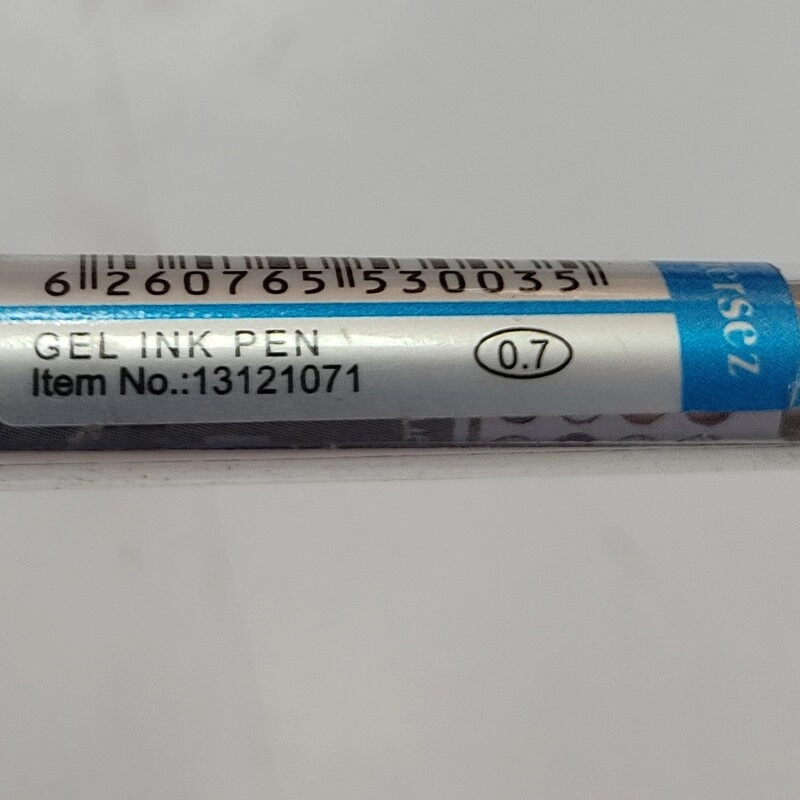 6 260765 530035
GEL INK PEN
Item No.:13121071
0.7